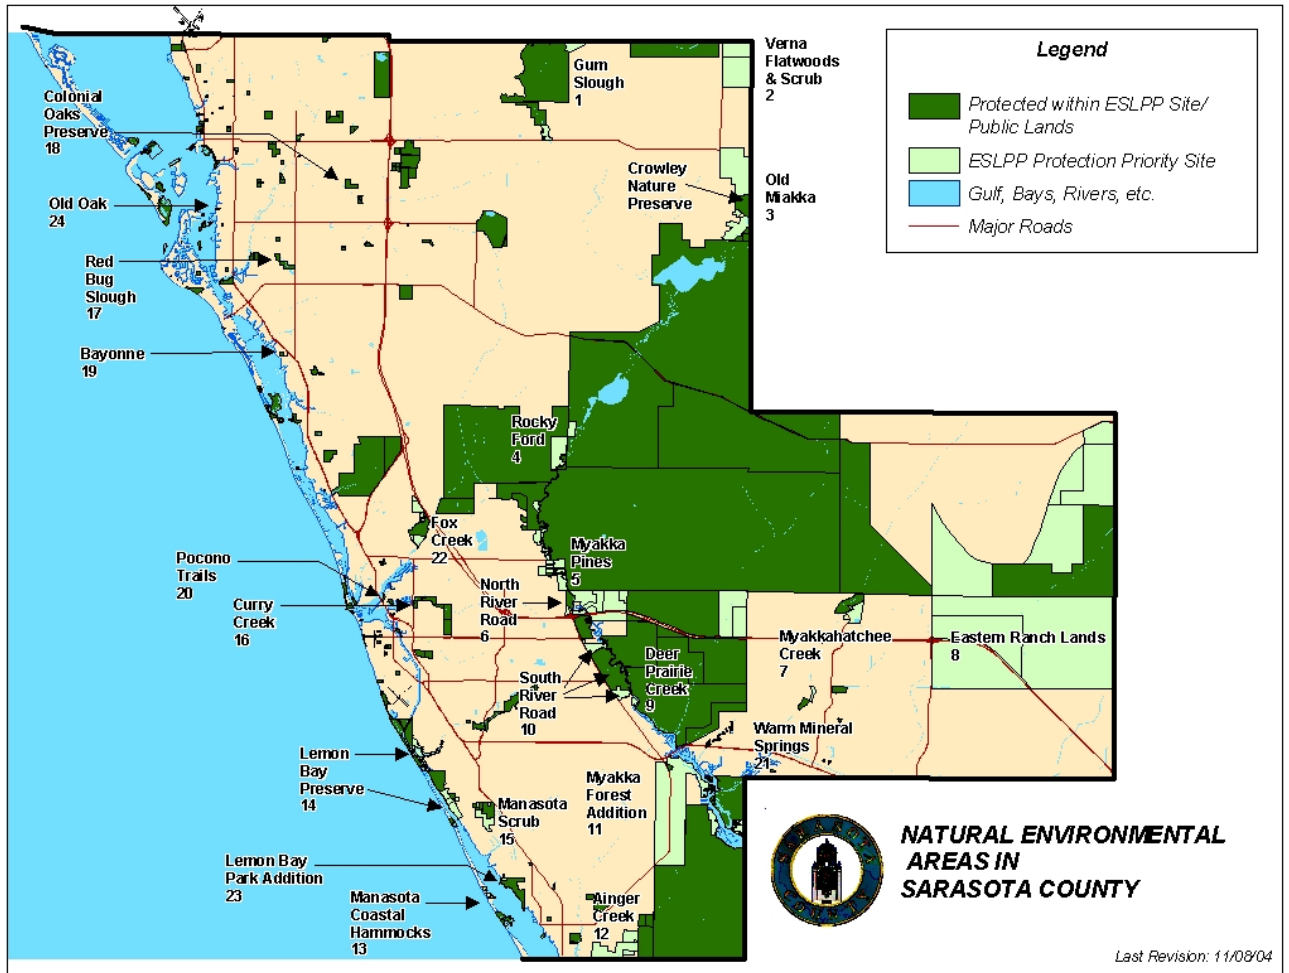 Verna
Flatwoods
& Scrub
2
Gum
Slough
1
Colonial
Oaks
Preserve
18
Crowley
Nature
Preserve
Old
Miakka
3
Old Oak
24
Red
Bug
Slough
17
Bayonne
19
Rocky
Ford
4
Fox
Creek
22
Myakka
Pines
5
Pocono
Trails
20
North
River
Road
6
Curry
Creek
16
Myakkahatchee
Creek
7
Eastern Ranch Lands
8
Deer
Prairie
Creek
9
South
River
Road
10
Warm Mineral
Springs
21
Lemon
Bay
Preserve
14
Myakka
Forest
Addition
11
Manasota
Scrub
15
Lemon Bay
Park Addition
23
Manasota
Coastal
Hammocks
13
Ainger
Creek
12
Legend
Protected within ESLPP Site/
Public Lands
ESLPP Protection Priority Site
Gulf, Bays, Rivers, etc.
Major Roads
SARASOTA
COUNTY
NATURAL ENVIRONMENTAL
AREAS IN
SARASOTA COUNTY
Last Revision: 11/08/04